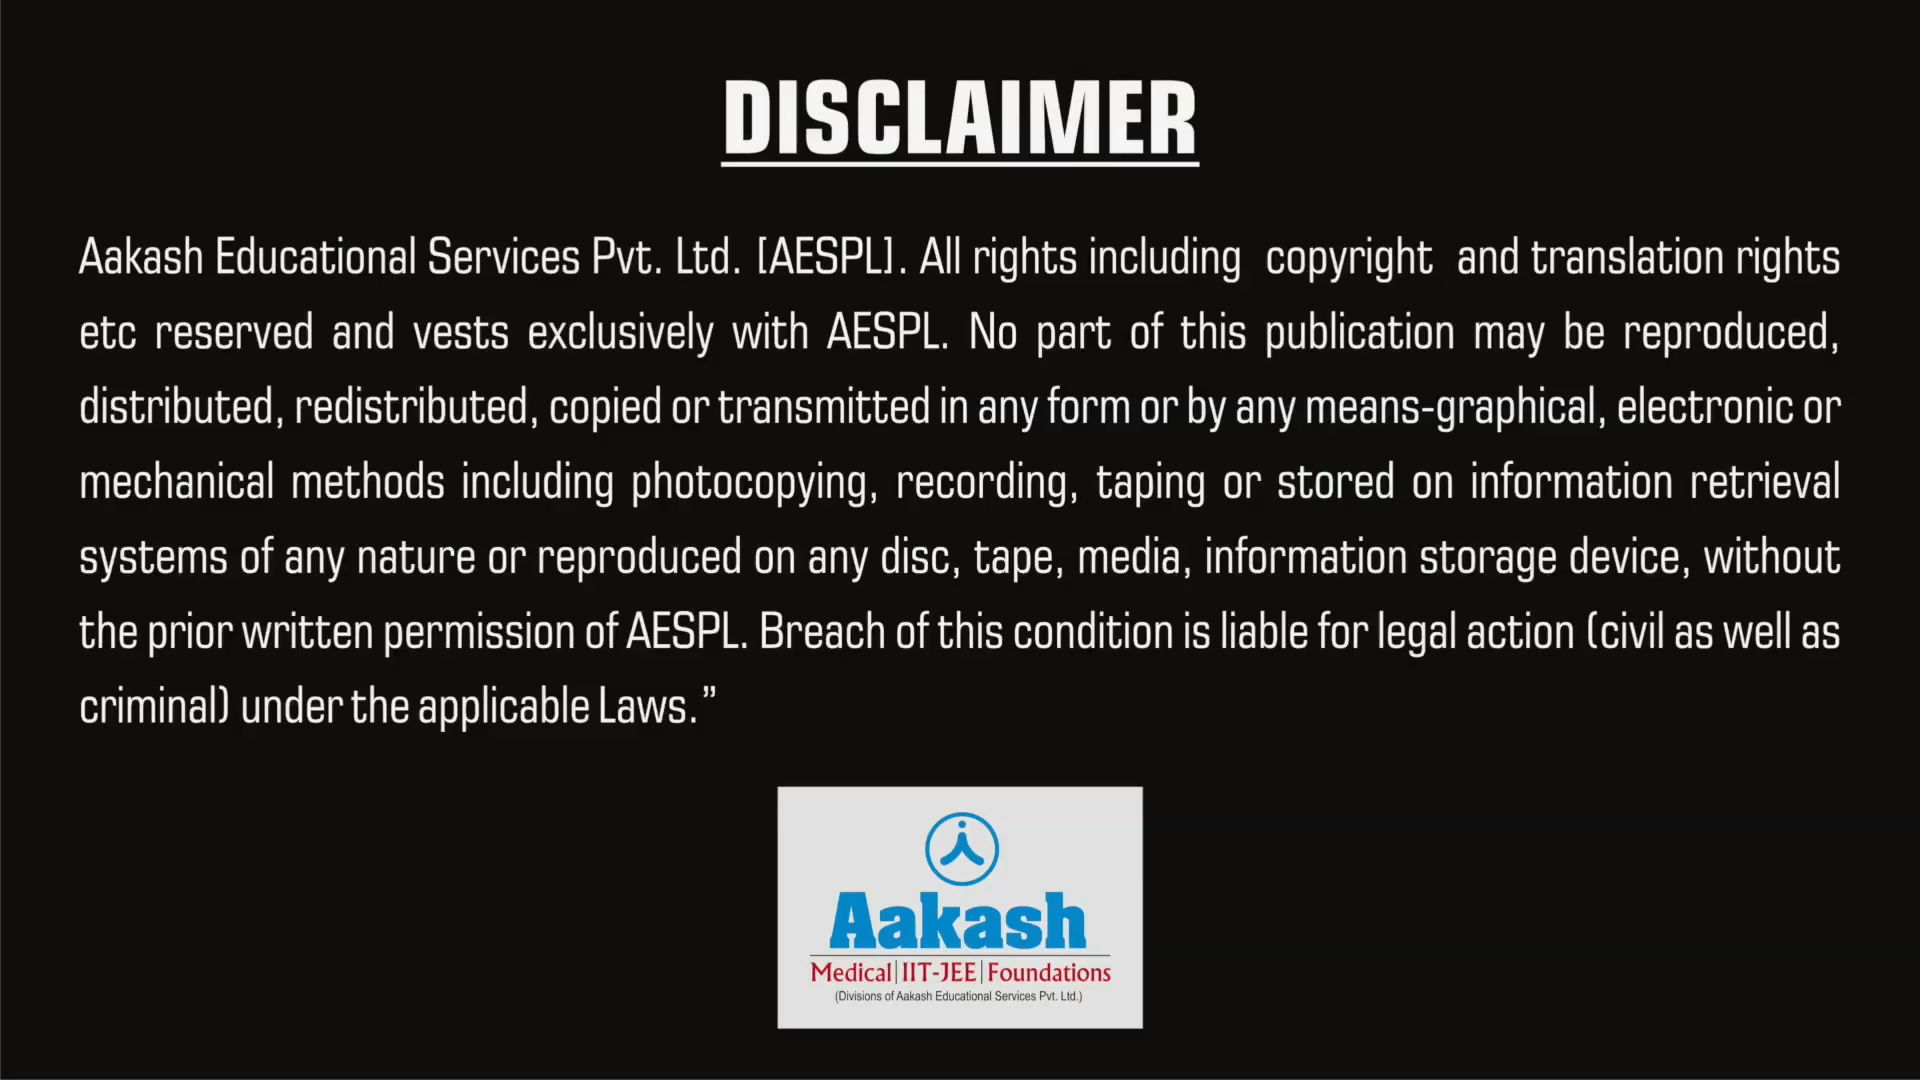 DISCLAIMER
Aakash Educational Services Pvt. Ltd. [AESPL]. All rights including copyright and translation rights
etc reserved and vests exclusively with AESPL. No part of this publication may be reproduced,
distributed, redistributed, copied or transmitted in any form or by any means-graphical, electronic or
mechanical methods including photocopying, recording, taping or stored on information retrieval
systems of any nature or reproduced on any disc, tape, media, information storage device, without
the prior written permission of AESPL. Breach of this condition is liable for legal action (civil as well as
criminal) under the applicable Laws.”
Aakash
Medical|IIT-JEE|Foundations
(Divisions of Aakash Educational Services Pvt. Ltd.)